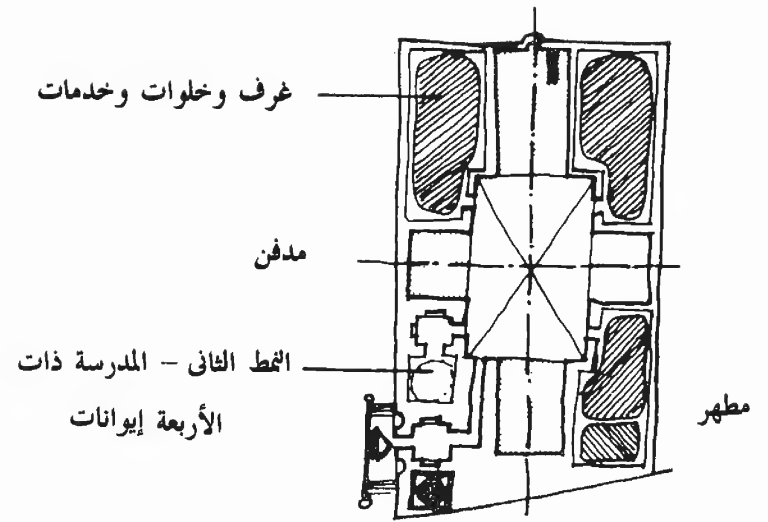 غرف وخلوات وخدمات
مدفن
النمط الثانى – المدرسة ذات
الأربعة إيوانات
مطهر